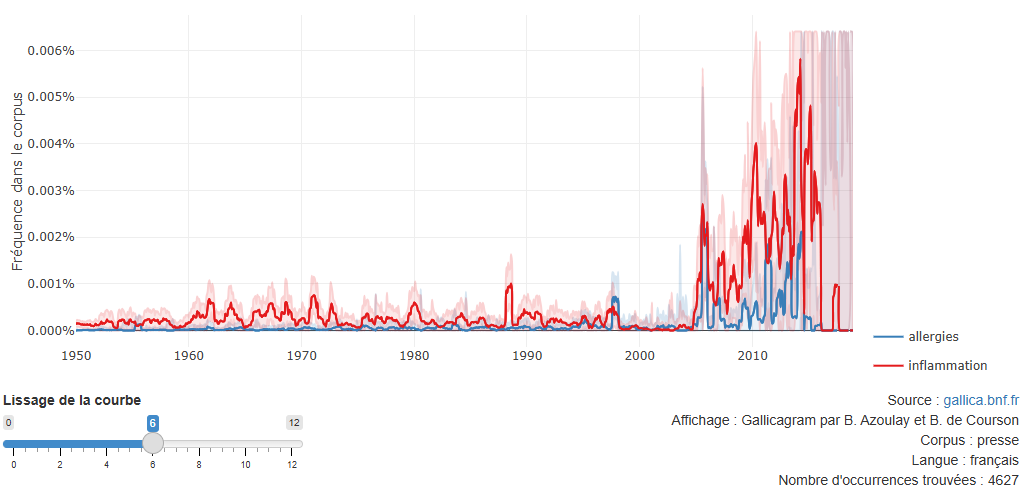 Fréquence dans le corpus
0.006%
0.005%
0.004%
0.003%
0.002%
0.001%
0.000%
1950 1960 1970 1980 1990 2000 2010
allergies
inflammation
Lissage de la courbe
0 6 12
0 2 4 6 8 10 12
Source : gallica.bnf.fr
Affichage : Gallicagram par B. Azoulay et B. de Courson
Corpus : presse
Langue : français
Nombre d'occurrences trouvées : 4627